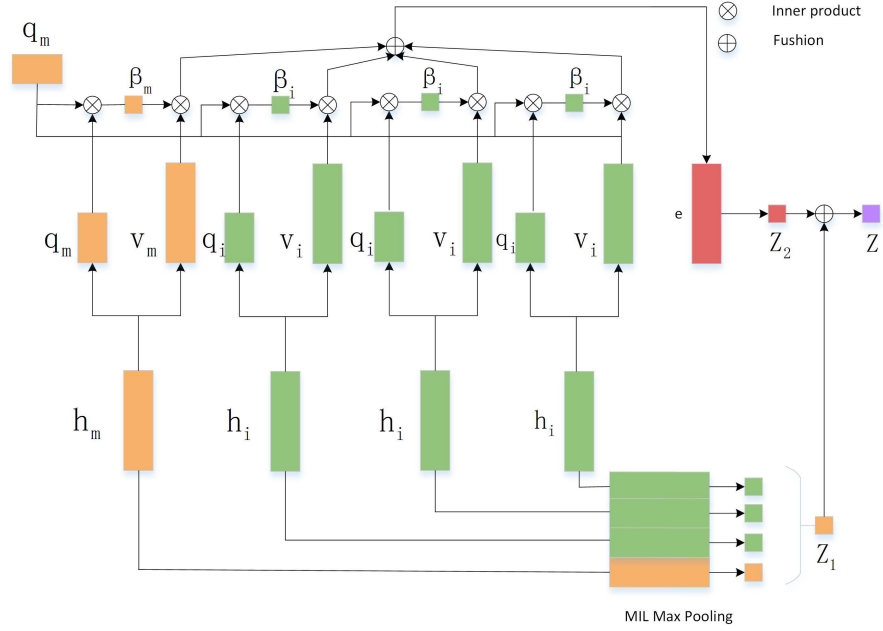 Inner product
Fushion
q_m
β_m
β_i
β_i
β_i
q_m
v_m
q_i
v_i
q_i
v_i
q_i
v_i
e
Z_2
Z
h_m
h_i
h_i
h_i
Z_1
MIL Max Pooling